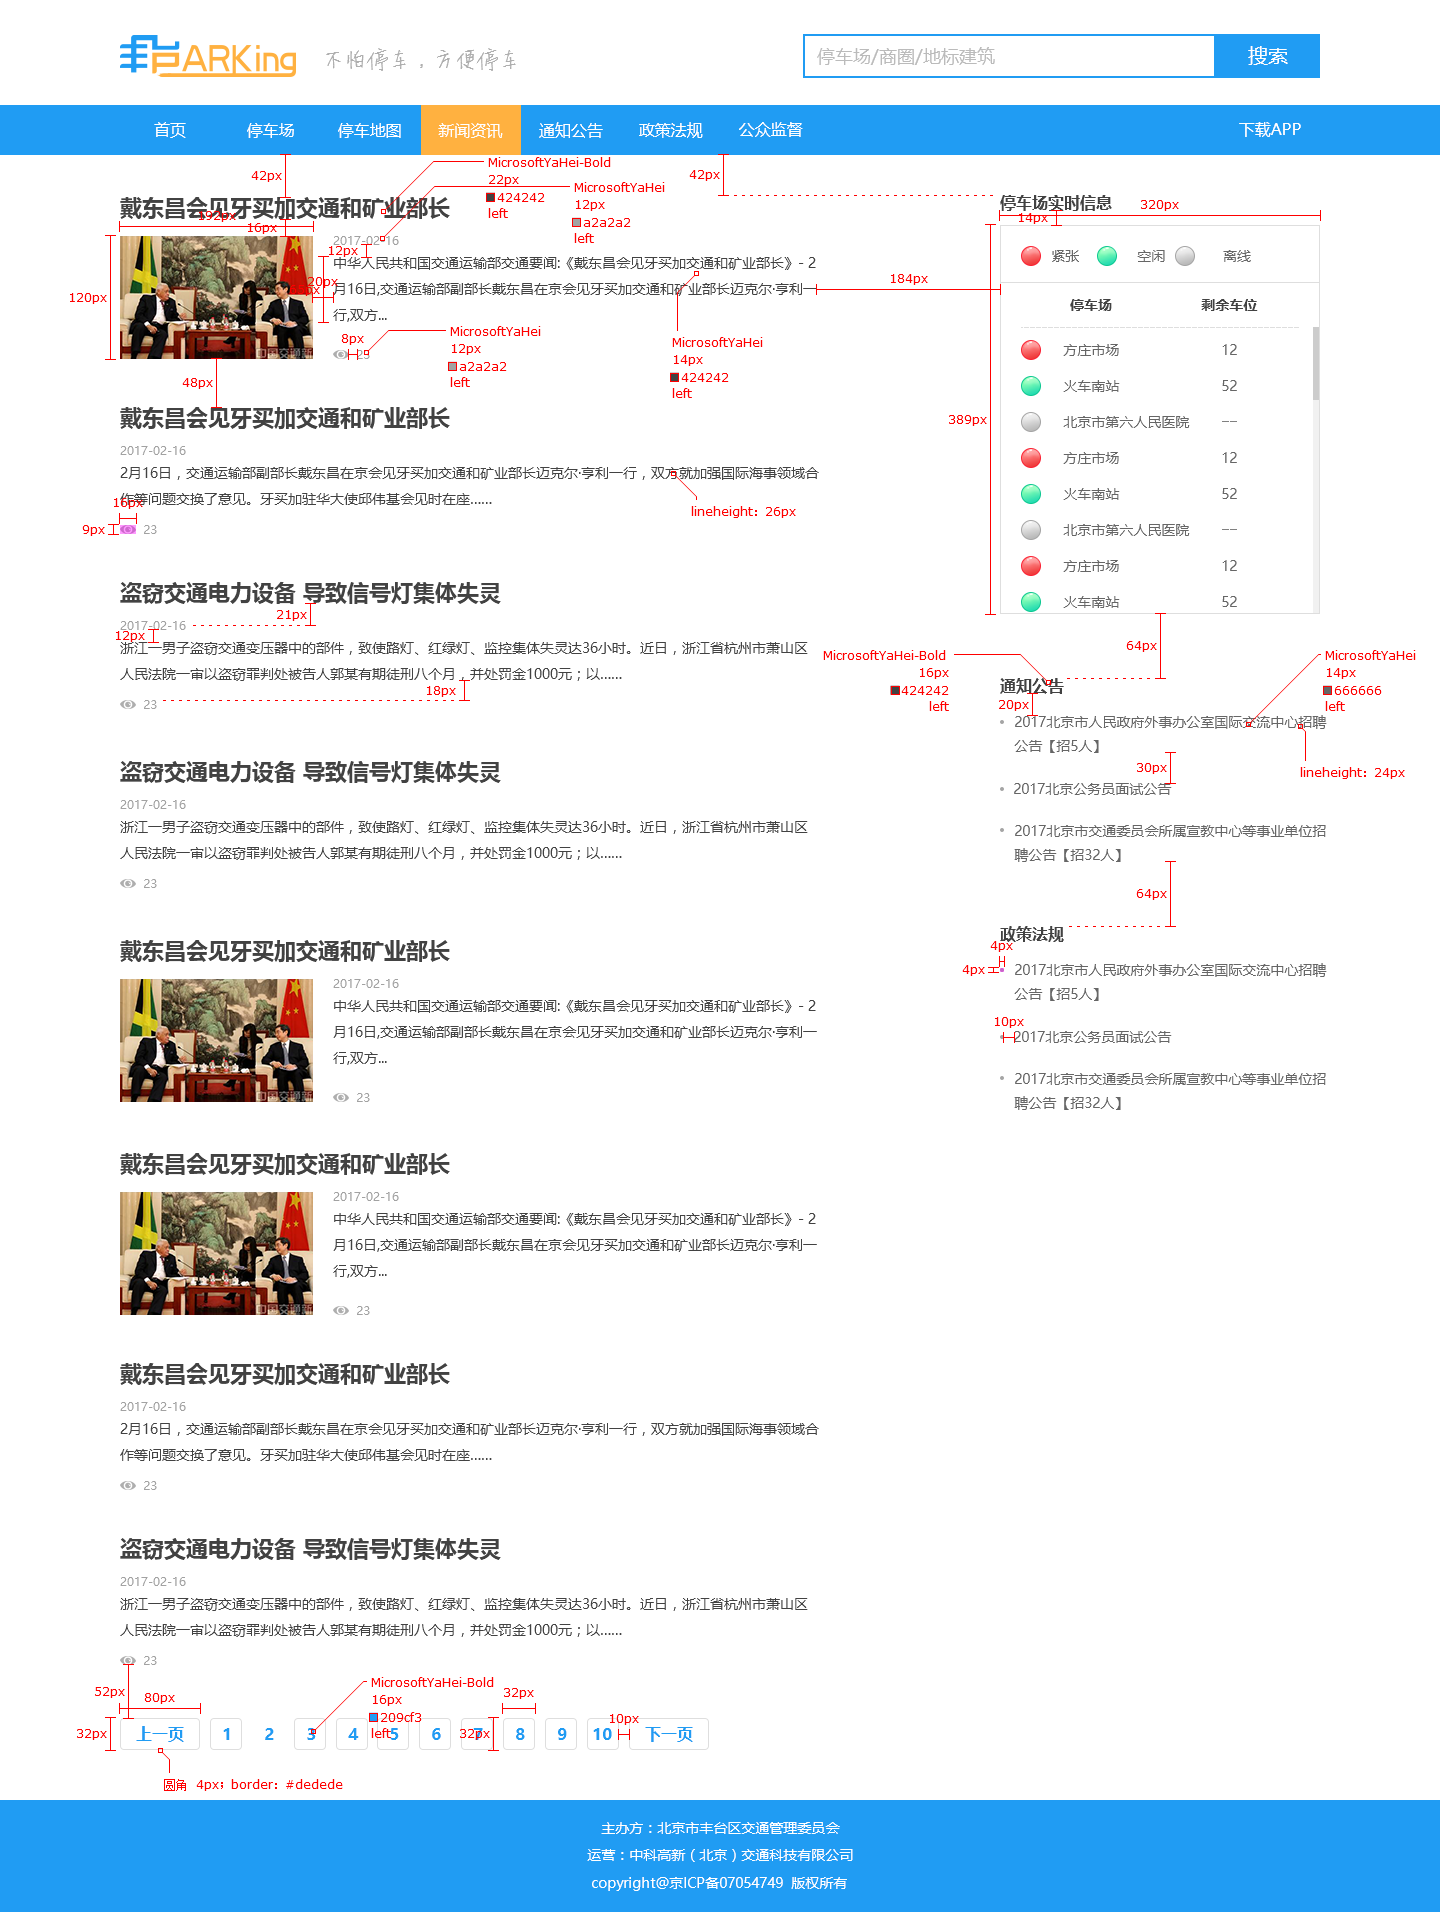 ARKing
不怕停车，方便停车
停车场/商圈/地标建筑
搜索
首页
停车场
停车地图
新闻资讯
通知公告
政策法规
公众监督
下载APP
42px
MicrosoftYaHei-Bold
22px
424242
left
MicrosoftYaHei
12px
a2a2a2
left
42px
戴东昌会见牙买加交通和矿业部长
192px
16px
120px
2017-02-16
12px
中华人民共和国交通运输部交通要闻:《戴东昌会见牙买加交通和矿业部长》- 2
月16日,交通运输部副部长戴东昌在京会见牙买加交通和矿业部长迈克尔·亨利一
行,双方...
20px
8px
23
MicrosoftYaHei
12px
a2a2a2
left
MicrosoftYaHei
14px
424242
left
184px
48px
戴东昌会见牙买加交通和矿业部长
2017-02-16
2月16日，交通运输部副部长戴东昌在京会见牙买加交通和矿业部长迈克尔·亨利一行，双方就加强国际海事领域合
作等问题交换了意见。牙买加驻华大使邱伟基会见时在座......
16px
9px
23
lineheight：26px
盗窃交通电力设备 导致信号灯集体失灵
21px
2017-02-16
12px
浙江一男子盗窃交通变压器中的部件，致使路灯、红绿灯、监控集体失灵达36小时。近日，浙江省杭州市萧山区
人民法院一审以盗窃罪判处被告人郭某有期徒刑八个月，并处罚金1000元；以......
18px
23
盗窃交通电力设备 导致信号灯集体失灵
2017-02-16
浙江一男子盗窃交通变压器中的部件，致使路灯、红绿灯、监控集体失灵达36小时。近日，浙江省杭州市萧山区
人民法院一审以盗窃罪判处被告人郭某有期徒刑八个月，并处罚金1000元；以......
23
戴东昌会见牙买加交通和矿业部长
2017-02-16
中华人民共和国交通运输部交通要闻:《戴东昌会见牙买加交通和矿业部长》- 2
月16日,交通运输部副部长戴东昌在京会见牙买加交通和矿业部长迈克尔·亨利一
行,双方...
23
戴东昌会见牙买加交通和矿业部长
2017-02-16
中华人民共和国交通运输部交通要闻:《戴东昌会见牙买加交通和矿业部长》- 2
月16日,交通运输部副部长戴东昌在京会见牙买加交通和矿业部长迈克尔·亨利一
行,双方...
23
戴东昌会见牙买加交通和矿业部长
2017-02-16
2月16日，交通运输部副部长戴东昌在京会见牙买加交通和矿业部长迈克尔·亨利一行，双方就加强国际海事领域合
作等问题交换了意见。牙买加驻华大使邱伟基会见时在座......
23
盗窃交通电力设备 导致信号灯集体失灵
2017-02-16
浙江一男子盗窃交通变压器中的部件，致使路灯、红绿灯、监控集体失灵达36小时。近日，浙江省杭州市萧山区
人民法院一审以盗窃罪判处被告人郭某有期徒刑八个月，并处罚金1000元；以......
23
停车场实时信息
14px
320px
紧张 空闲 离线
停车场 剩余车位
方庄市场 12
火车南站 52
北京市第六人民医院 --
方庄市场 12
火车南站 52
北京市第六人民医院 --
方庄市场 12
火车南站 52
389px
64px
MicrosoftYaHei-Bold
16px
424242
left
MicrosoftYaHei
14px
666666
left
通知公告
20px
2017北京市人民政府外事办公室国际交流中心招聘
公告【招5人】
30px
lineheight：24px
2017北京公务员面试公告
2017北京市交通委员会所属宣教中心等事业单位招
聘公告【招32人】
64px
政策法规
4px
4px
2017北京市人民政府外事办公室国际交流中心招聘
公告【招5人】
10px
2017北京公务员面试公告
2017北京市交通委员会所属宣教中心等事业单位招
聘公告【招32人】
52px
80px
MicrosoftYaHei-Bold
16px
209cf3
left
32px
32px
32px
10px
上一页 1 2 3 4 5 6 7 8 9 10 下一页
圆角 4px；border：#dedede
主办方：北京市丰台区交通管理委员会
运营：中科高新（北京）交通科技有限公司
copyright@京ICP备07054749 版权所有